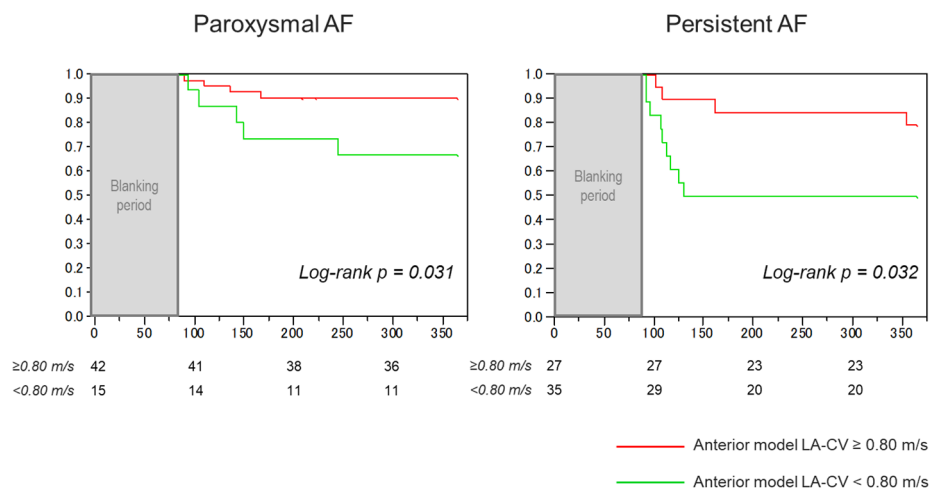 Paroxysmal AF
Persistent AF
1.0
0.9
0.8
0.7
0.6
0.5
0.4
0.3
0.2
0.1
0.0
Blanking
period
Log-rank p = 0.031
0 50 100 150 200 250 300 350
≥0.80 m/s 42 41 38 36
<0.80 m/s 15 14 11 11
1.0
0.9
0.8
0.7
0.6
0.5
0.4
0.3
0.2
0.1
0.0
Blanking
period
Log-rank p = 0.032
0 50 100 150 200 250 300 350
≥0.80 m/s 27 27 23 23
<0.80 m/s 35 29 20 20
Anterior model LA-CV ≥ 0.80 m/s
Anterior model LA-CV < 0.80 m/s